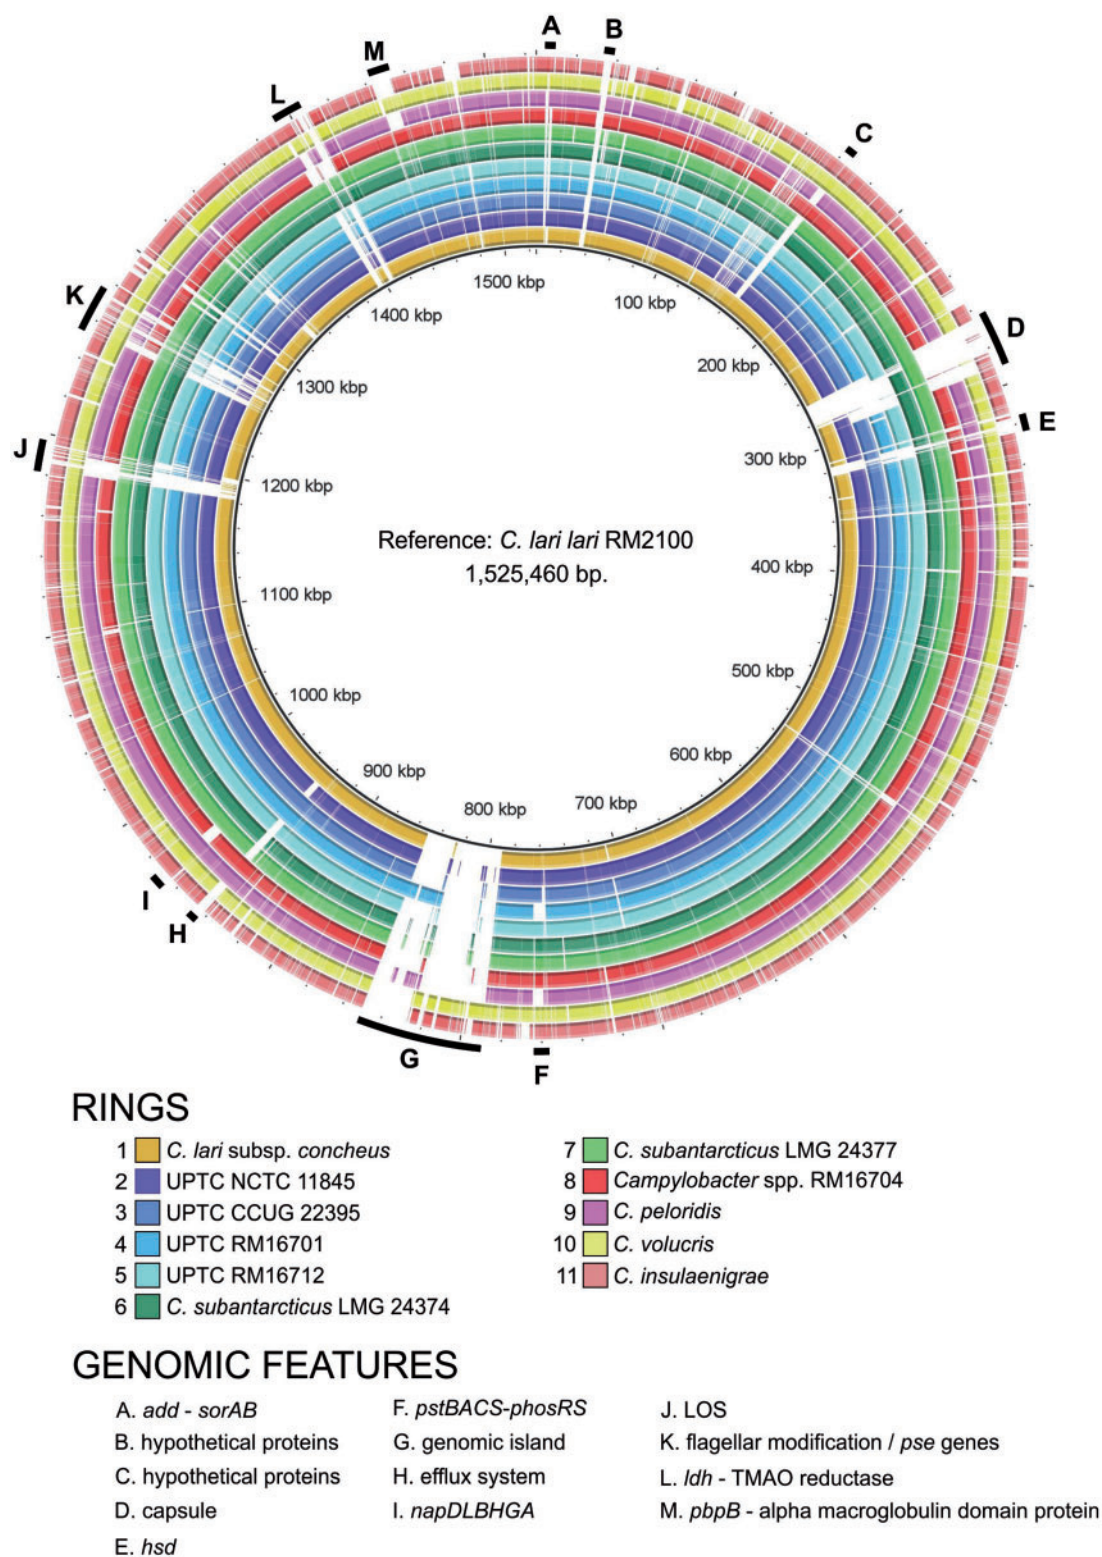 A
B
M
L
C
K
D
E
J
I
H
G
F
1500 kbp
100 kbp
1400 kbp
200 kbp
1300 kbp
300 kbp
1200 kbp
Reference: C. lari lari RM2100
1,525,460 bp.
400 kbp
1100 kbp
500 kbp
1000 kbp
600 kbp
900 kbp
700 kbp
800 kbp
RINGS
1 C. lari subsp. concheus
2 UPTC NCTC 11845
3 UPTC CCUG 22395
4 UPTC RM16701
5 UPTC RM16712
6 C. subantarcticus LMG 24374
7 C. subantarcticus LMG 24377
8 Campylobacter spp. RM16704
9 C. peloridis
10 C. volucris
11 C. insulaenigrae
GENOMIC FEATURES
A. add - sorAB
B. hypothetical proteins
C. hypothetical proteins
D. capsule
E. hsd
F. pstBACS-phosRS
G. genomic island
H. efflux system
I. napDLBHGA
J. LOS
K. flagellar modification / pse genes
L. ldh - TMAO reductase
M. pbpB - alpha macroglobulin domain protein